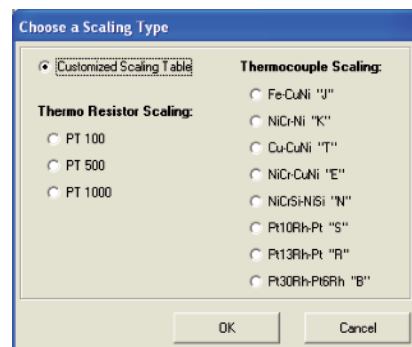 Choose a Scaling Type
Customized Scaling Table
Thermo Resistor Scaling:
PT 100
PT 500
PT 1000
Thermocouple Scaling:
Fe-CuNi "J"
NiCr-Ni "K"
Cu-CuNi "T"
NiCr-CuNi "E"
NiCrSi-NiSi "N"
Pt10Rh-Pt "S"
Pt13Rh-Pt "R"
Pt30Rh-Pt6Rh "B"
OK
Cancel